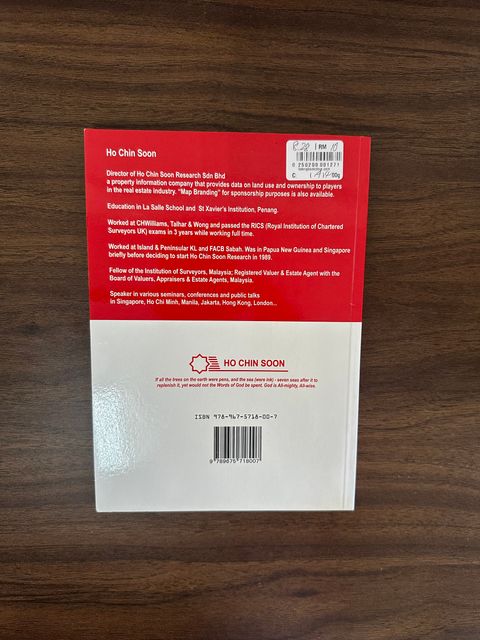 Ho Chin Soon
Director of Ho Chin Soon Research Sdn Bhd
a property information company that provides data on land use and ownership to players
in the real estate industry. "Map Branding" for sponsorship purposes is also available.
Education in La Salle School and St Xavier's Institution, Penang.
Worked at CHWilliams, Talhar & Wong and passed the RICS (Royal Institution of Chartered
Surveyors UK) exams in 3 years while working full time.
Worked at Island & Peninsular KL and FACB Sabah. Was in Papua New Guinea and Singapore
briefly before deciding to start Ho Chin Soon Research in 1989.
Fellow of the Institution of Surveyors, Malaysia; Registered Valuer & Estate Agent with the
Board of Valuers, Appraisers & Estate Agents, Malaysia.
Speaker in various seminars, conferences and public talks
in Singapore, Ho Chi Minh, Manila, Jakarta, Hong Kong, London...
RM 10
0 250200 001271
HO CHIN SOON
If all the trees on the earth were pens, and the sea (were ink) - seven seas after it to
replenish it, yet would not the Words of God be spent. God is All-mighty, All-wise.
ISBN 978-967-5718-00-7
9 789675 718007